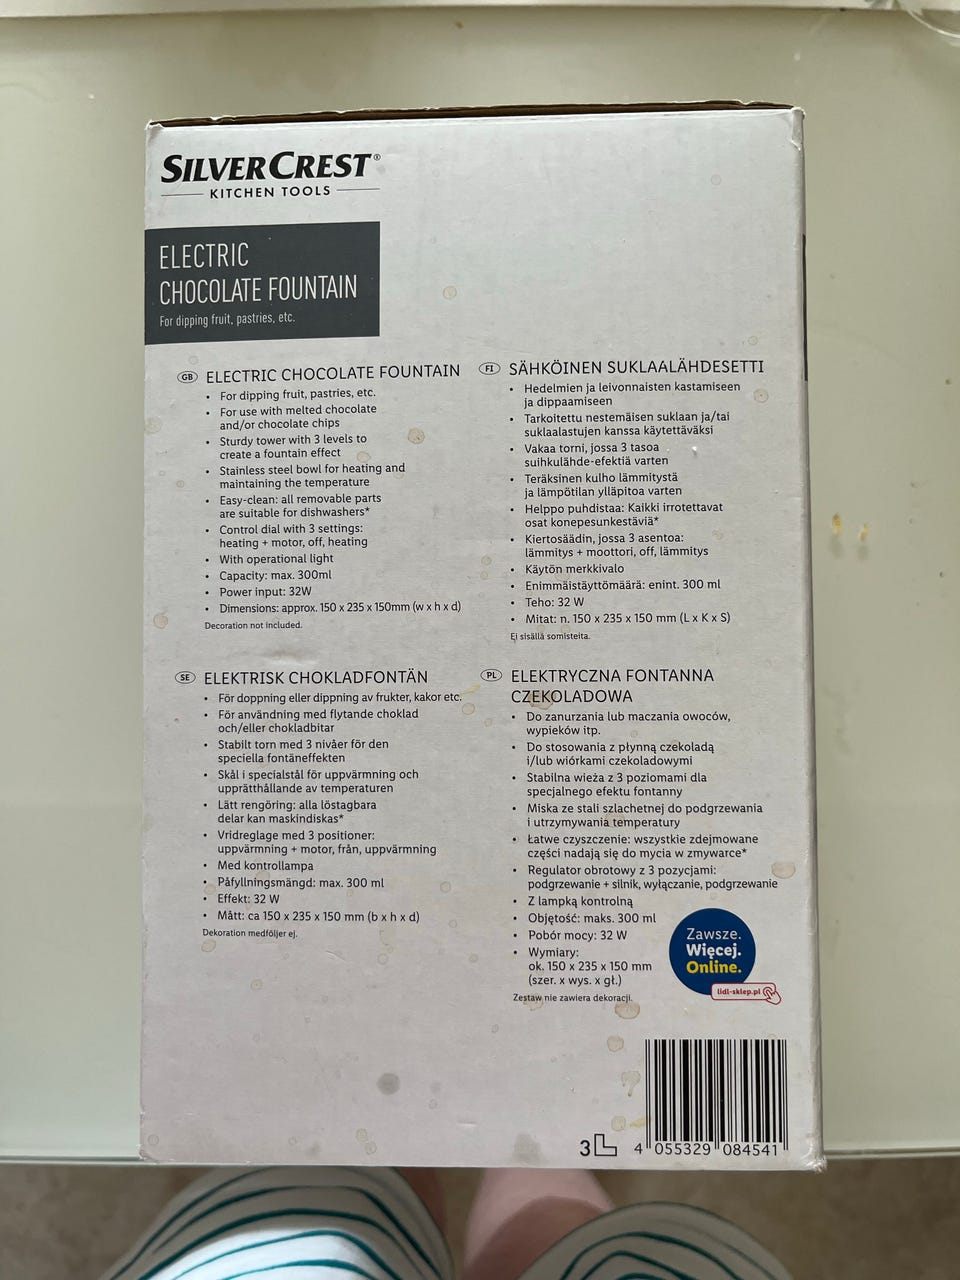 SILVERCREST®
KITCHEN TOOLS
ELECTRIC
CHOCOLATE FOUNTAIN
For dipping fruit, pastries, etc.
GB ELECTRIC CHOCOLATE FOUNTAIN
• For dipping fruit, pastries, etc.
• For use with melted chocolate
and/or chocolate chips
• Sturdy tower with 3 levels to
create a fountain effect
• Stainless steel bowl for heating and
maintaining the temperature
• Easy-clean: all removable parts
are suitable for dishwashers*
• Control dial with 3 settings:
heating + motor, off, heating
• With operational light
• Capacity: max. 300ml
• Power input: 32W
• Dimensions: approx. 150 x 235 x 150mm (w x h x d)
Decoration not included.
FI SÄHKÖINEN SUKLAALÄHDESETTI
• Hedelmien ja leivonnaisten kastamiseen
ja dippaamiseen
• Tarkoitettu nestemäisen suklaan ja/tai
suklaalastujen kanssa käytettäväksi
• Vakaa torni, jossa 3 tasoa
suihkulähde-efektiä varten
• Teräksinen kulho lämmitystä
ja lämpötilan ylläpitoa varten
• Helppo puhdistaa: Kaikki irrotettavat
osat konepesunkestäviä*
• Kiertosäädin, jossa 3 asentoa:
lämmitys + moottori, off, lämmitys
• Käytön merkkivalo
• Enimmäistäyttömäärä: enint. 300 ml
• Teho: 32 W
• Mitat: n. 150 x 235 x 150 mm (L x K x S)
Ei sisällä somisteita.
SE ELEKTRISK CHOKLADFONTÄN
• För doppning eller dippning av frukter, kakor etc.
• För användning med flytande choklad
och/eller chokladbitar
• Stabilt torn med 3 nivåer för den
speciella fontäneffekten
• Skål i specialstål för uppvärmning och
upprätthållande av temperaturen
• Lätt rengöring: alla löstagbara
delar kan maskindiskas*
• Vridreglage med 3 positioner:
uppvärmning + motor, från, uppvärmning
• Med kontrollampa
• Påfyllningsmängd: max. 300 ml
• Effekt: 32 W
• Mått: ca 150 x 235 x 150 mm (b x h x d)
Dekoration medföljer ej.
PL ELEKTRYCZNA FONTANNA
CZEKOLADOWA
• Do zanurzania lub maczania owoców,
wypieków itp.
• Do stosowania z płynną czekoladą
i/lub wiórkami czekoladowymi
• Stabilna wieża z 3 poziomami dla
specjalnego efektu fontanny
• Miska ze stali szlachetnej do podgrzewania
i utrzymywania temperatury
• Łatwe czyszczenie: wszystkie zdejmowane
części nadają się do mycia w zmywarce*
• Regulator obrotowy z 3 pozycjami:
podgrzewanie + silnik, wyłączanie, podgrzewanie
• Z lampką kontrolną
• Objętość: maks. 300 ml
• Pobór mocy: 32 W
• Wymiary:
ok. 150 x 235 x 150 mm
(szer. x wys. x gł.)
Zestaw nie zawiera dekoracji.
Zawsze.
Więcej.
Online.
lidl-sklep.pl
3L
4 055329 084541